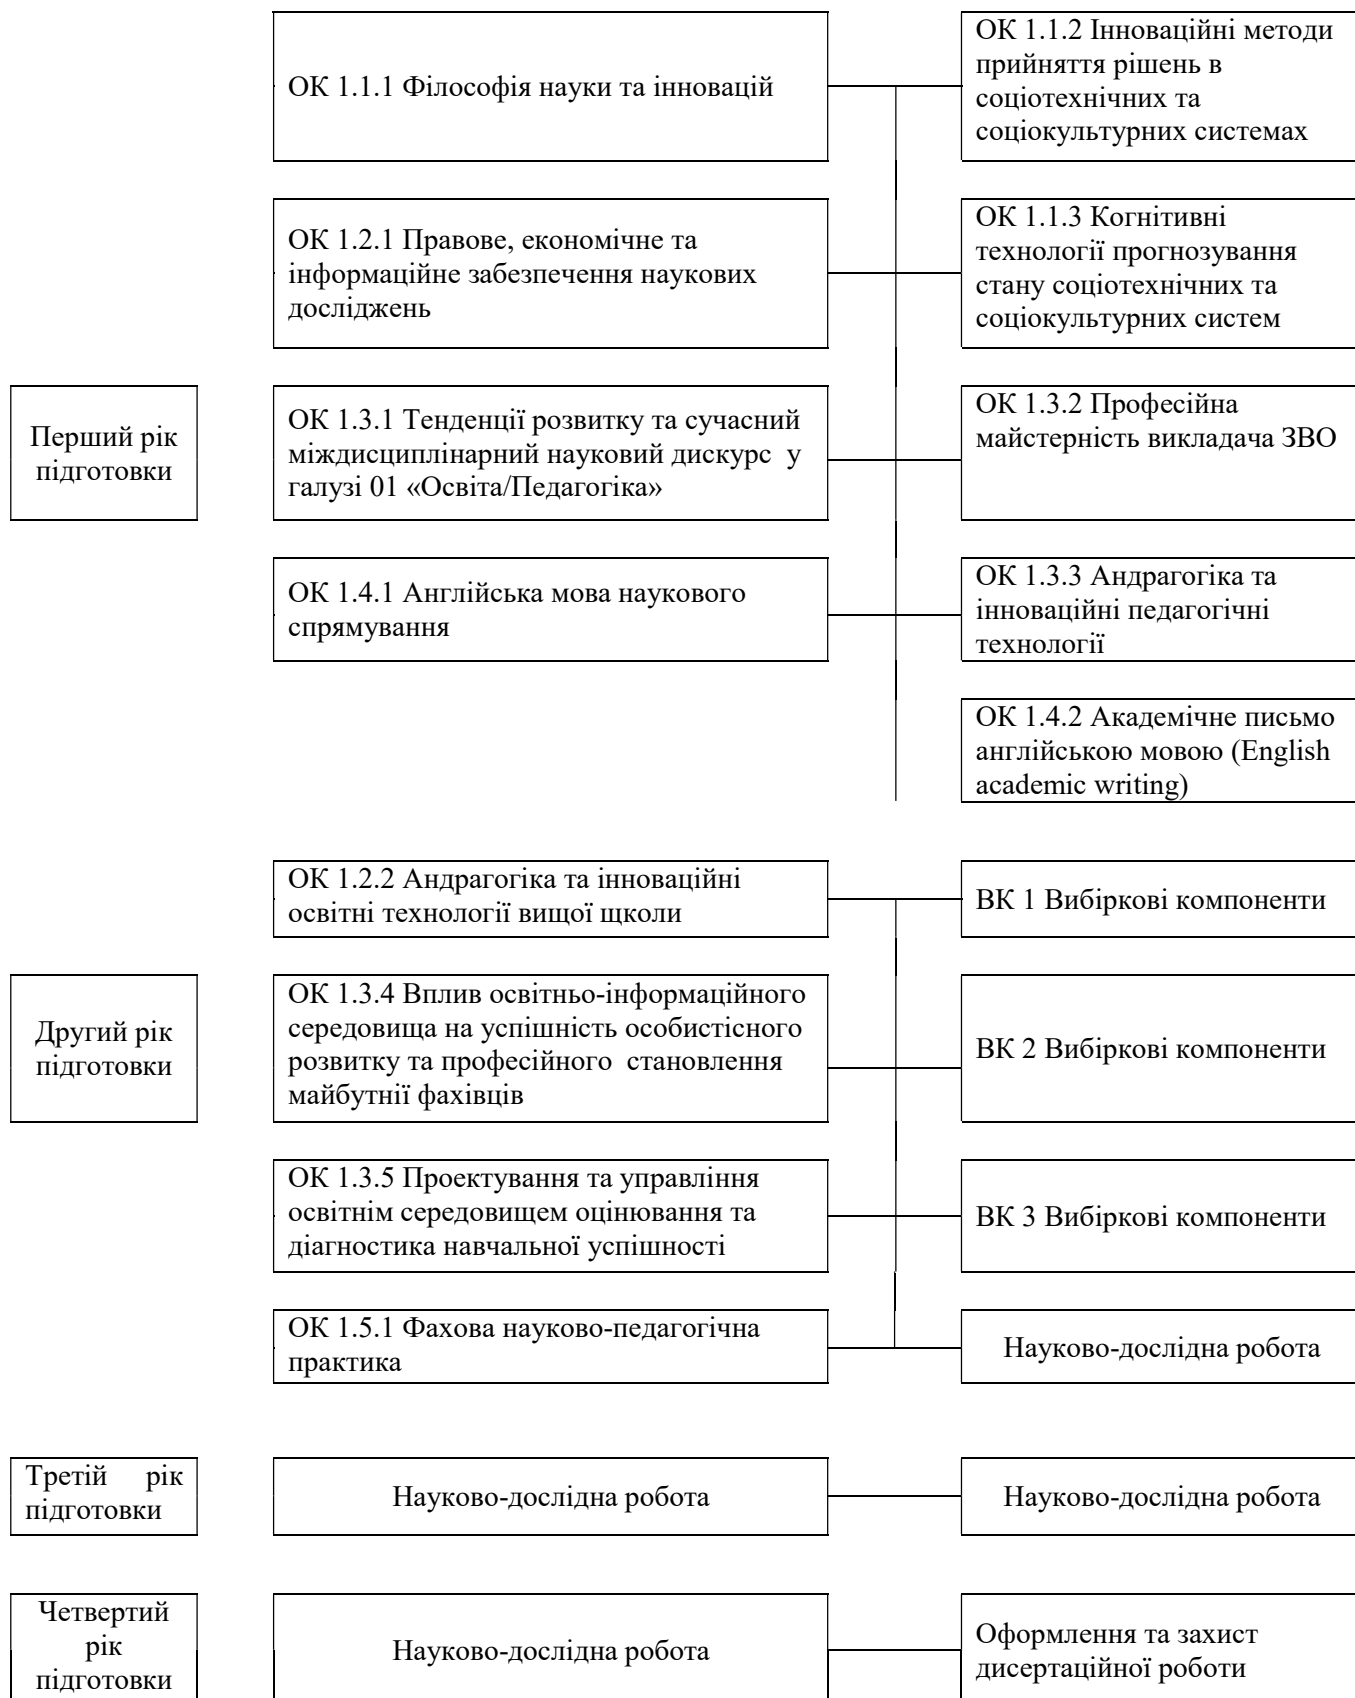 ОК 1.1.1 Філософія науки та інновацій
ОК 1.1.2 Інноваційні методи
прийняття рішень в
соціотехнічних та
соціокультурних системах
ОК 1.2.1 Правове, економічне та
інформаційне забезпечення наукових
досліджень
ОК 1.1.3 Когнітивні
технології прогнозування
стану соціотехнічних та
соціокультурних систем
Перший рік
підготовки
ОК 1.3.1 Тенденції розвитку та сучасний
міждисциплінарний науковий дискурс у
галузі 01 «Освіта/Педагогіка»
ОК 1.3.2 Професійна
майстерність викладача ЗВО
ОК 1.4.1 Англійська мова наукового
спрямування
ОК 1.3.3 Андрагогіка та
інноваційні педагогічні
технології
ОК 1.4.2 Академічне письмо
англійською мовою (English
academic writing)
ОК 1.2.2 Андрагогіка та інноваційні
освітні технології вищої щколи
ВК 1 Вибіркові компоненти
Другий рік
підготовки
ОК 1.3.4 Вплив освітньо-інформаційного
середовища на успішність особистісного
розвитку та професійного становлення
майбутнії фахівців
ВК 2 Вибіркові компоненти
ОК 1.3.5 Проектування та управління
освітнім середовищем оцінювання та
діагностика навчальної успішності
ВК 3 Вибіркові компоненти
ОК 1.5.1 Фахова науково-педагогічна
практика
Науково-дослідна робота
Третій рік
підготовки
Науково-дослідна робота
Науково-дослідна робота
Четвертий
рік
підготовки
Науково-дослідна робота
Оформлення та захист
дисертаційної роботи